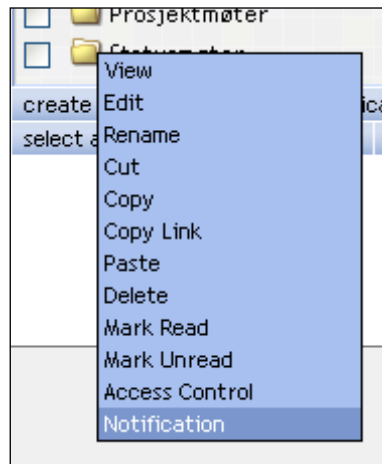 Prosjektmøter
Statusmøter
View
create
Edit
select a
Rename
Cut
Copy
Copy Link
Paste
Delete
Mark Read
Mark Unread
Access Control
Notification